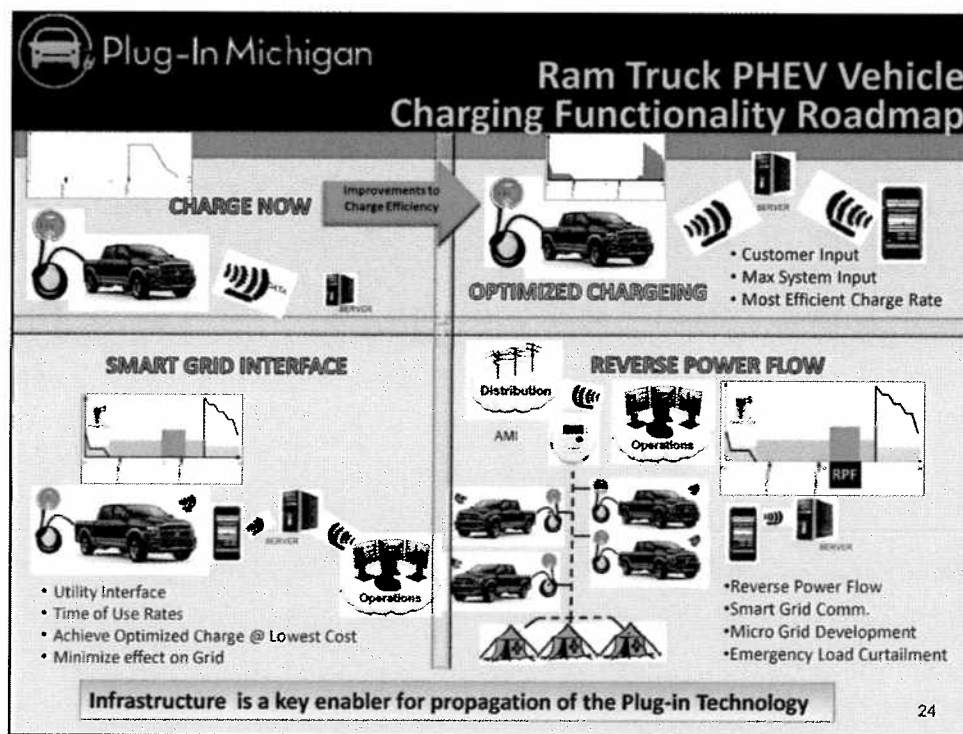 Plug-In Michigan
Ram Truck PHEV Vehicle
Charging Functionality Roadmap
CHARGE NOW
Improvements to
Charge Efficiency
DATA
SERVER
OPTIMIZED CHARGEING
SERVER
• Customer Input
• Max System Input
• Most Efficient Charge Rate
SMART GRID INTERFACE
SERVER
Operations
• Utility Interface
• Time of Use Rates
• Achieve Optimized Charge @ Lowest Cost
• Minimize effect on Grid
REVERSE POWER FLOW
Distribution
AMI
Operations
RPF
SERVER
•Reverse Power Flow
•Smart Grid Comm.
•Micro Grid Development
•Emergency Load Curtailment
Infrastructure is a key enabler for propagation of the Plug-in Technology
24